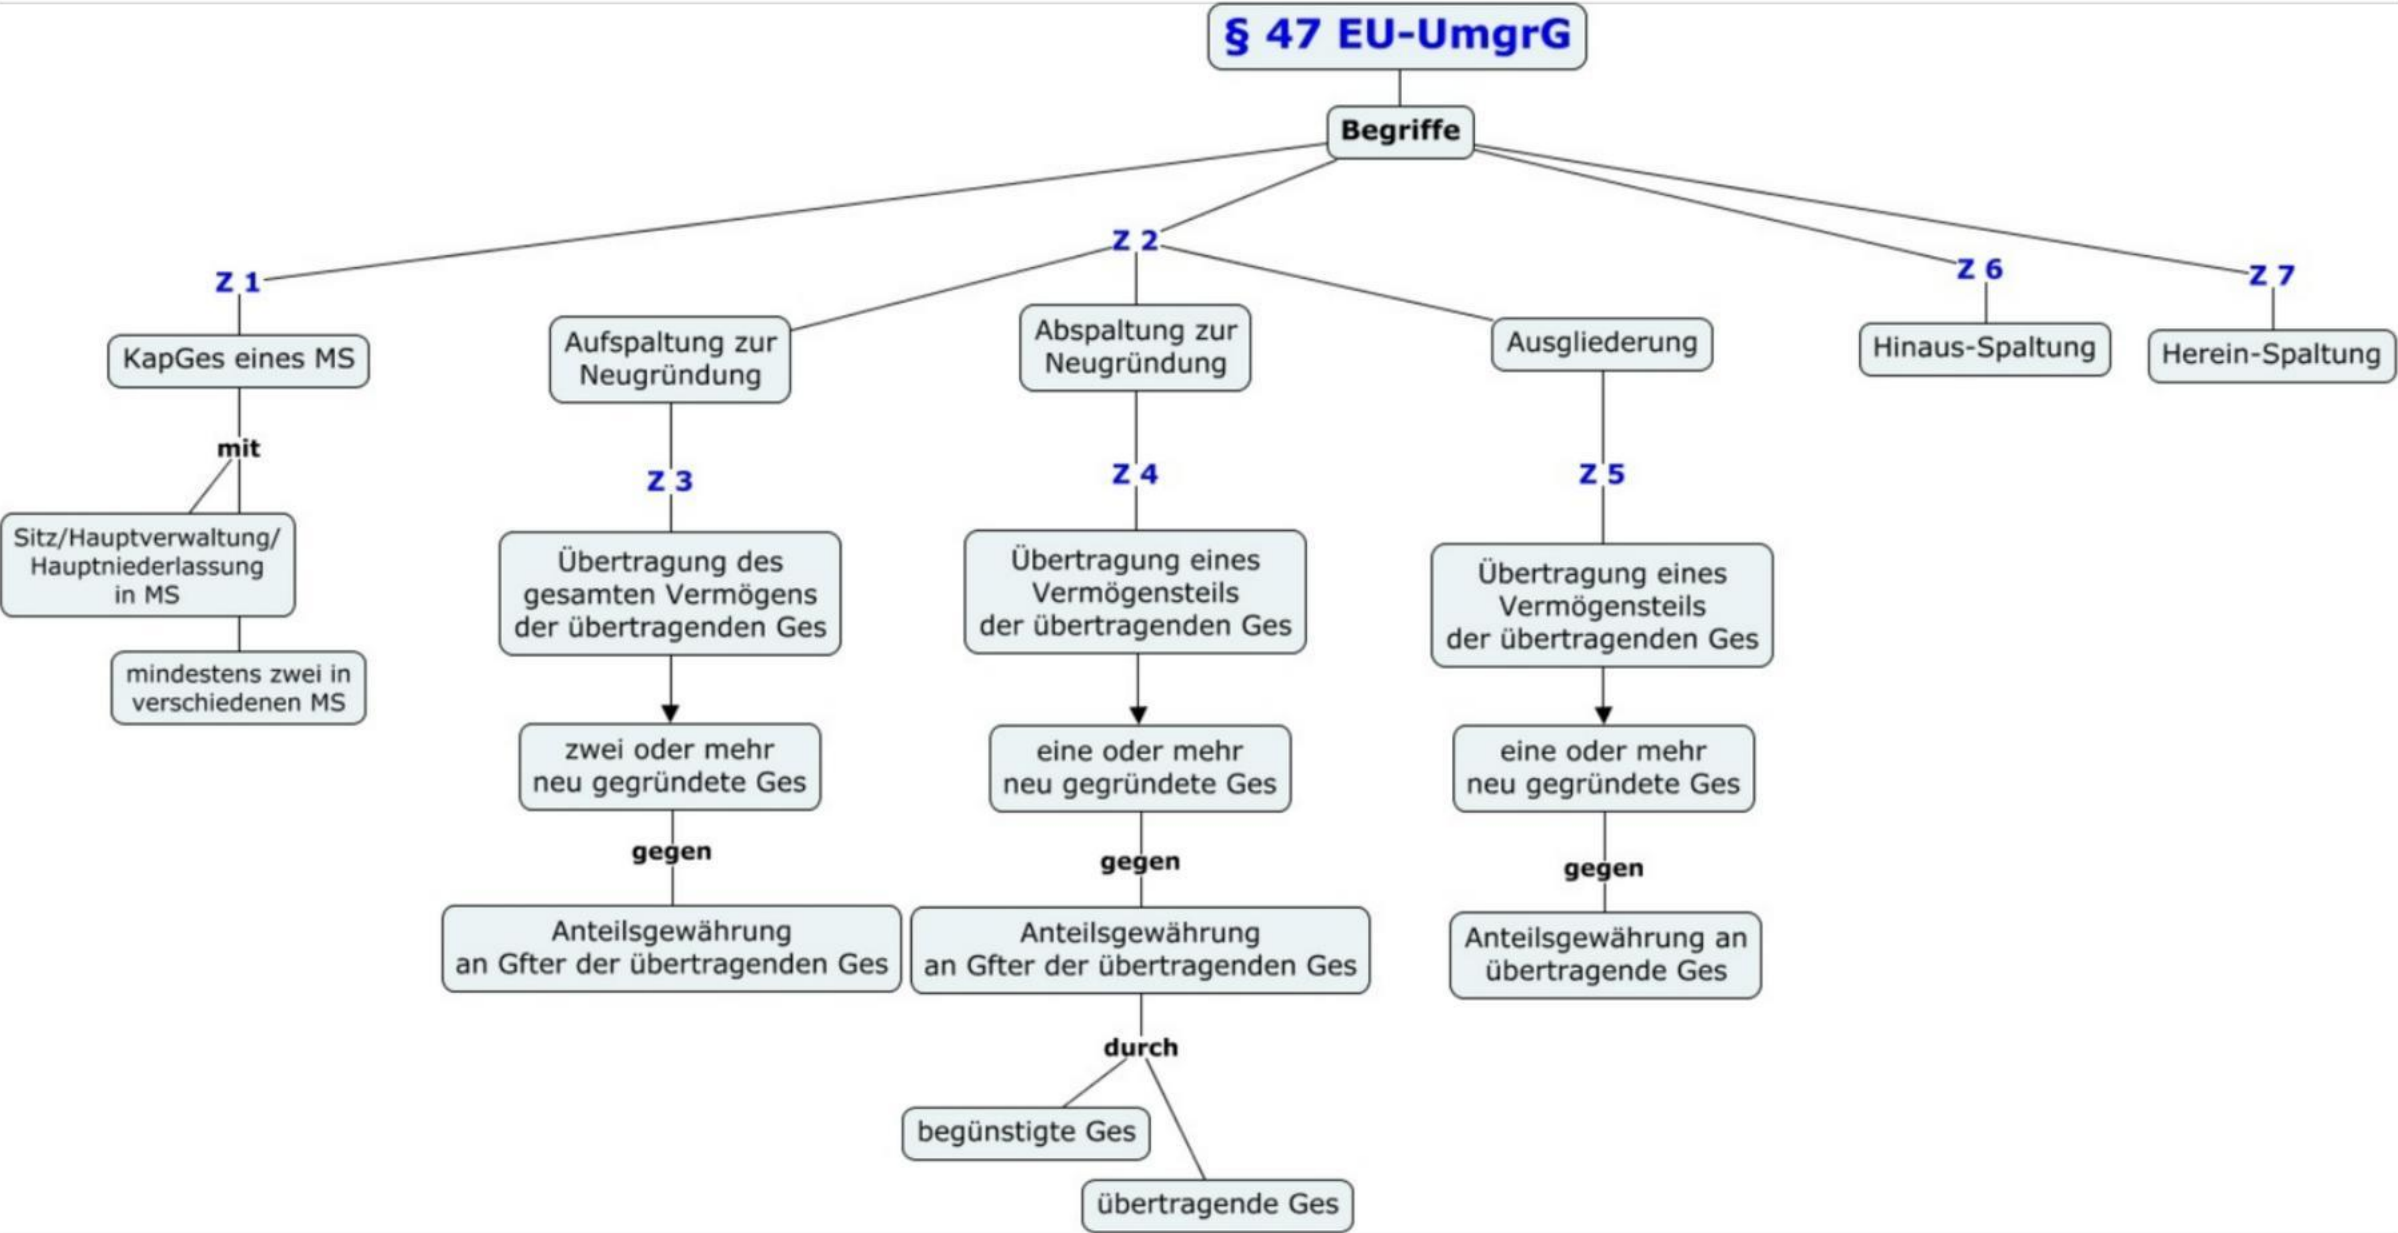 § 47 EU-UmgrG
Begriffe
Z 1
KapGes eines MS
mit
Sitz/Hauptverwaltung/
Hauptniederlassung
in MS
mindestens zwei in
verschiedenen MS
Z 2
Aufspaltung zur
Neugründung
Z 3
Übertragung des
gesamten Vermögens
der übertragenden Ges
zwei oder mehr
neu gegründete Ges
gegen
Anteilsgewährung
an Gfter der übertragenden Ges
Abspaltung zur
Neugründung
Z 4
Übertragung eines
Vermögensteils
der übertragenden Ges
eine oder mehr
neu gegründete Ges
gegen
Anteilsgewährung
an Gfter der übertragenden Ges
durch
begünstigte Ges
übertragende Ges
Ausgliederung
Z 5
Übertragung eines
Vermögensteils
der übertragenden Ges
eine oder mehr
neu gegründete Ges
gegen
Anteilsgewährung an
übertragende Ges
Z 6
Hinaus-Spaltung
Z 7
Herein-Spaltung